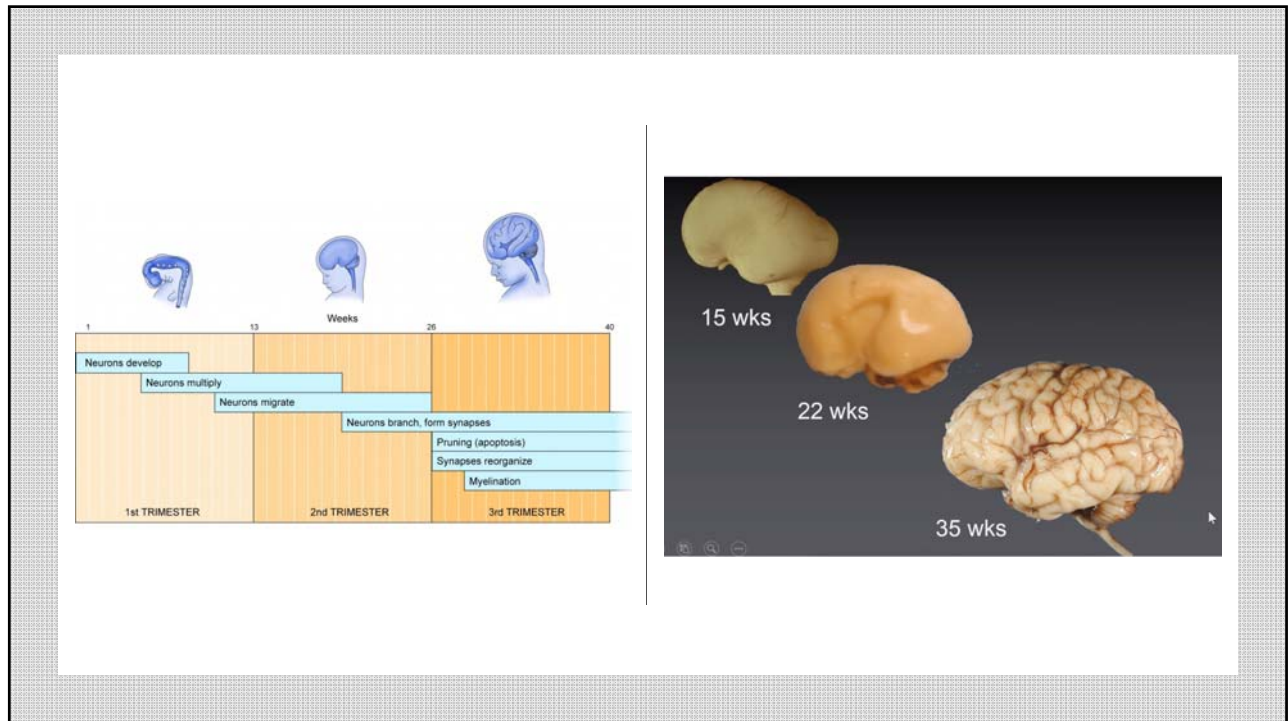 Weeks
1 13 26 40
Neurons develop
Neurons multiply
Neurons migrate
Neurons branch, form synapses
Pruning (apoptosis)
Synapses reorganize
Myelination
1st TRIMESTER 2nd TRIMESTER 3rd TRIMESTER
15 wks
22 wks
35 wks